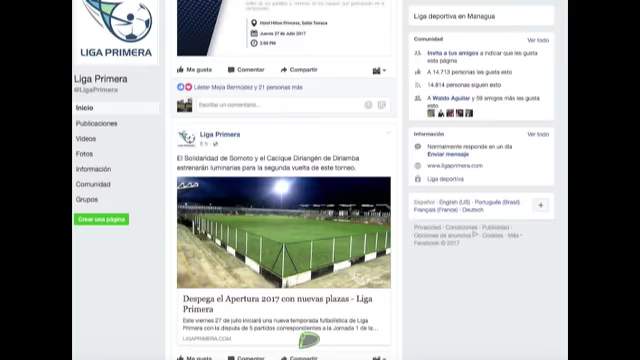 LIGA PRIMERA
Liga Primera
@LigaPrimera
Inicio
Publicaciones
Videos
Fotos
Información
Comunidad
Grupos
Crear una página
Hotel Hilton Princess, Salón Tenesca
Jueves 27 de Julio 2017
2:00 PM
Me gusta Comentar Compartir
Léster Mejía Bermúdez y 21 personas más
Escribe un comentario...
Liga Primera
5 h
El Solidaridad de Somoto y el Cacique Diriangén de Diriamba
estrenarán luminarias para la segunda vuelta de este torneo.
Despega el Apertura 2017 con nuevas plazas - Liga
Primera
Este viernes 27 de julio iniciará una nueva temporada futbolística de Liga
Primera con la disputa de 5 partidos correspondientes a la Jornada 1 de la...
LIGAPRIMERA.COM
Me gusta Comentar Compartir
Liga deportiva en Managua
Comunidad Ver todo
Invita a tus amigos a indicar que les gusta
esta página
A 14,713 personas les gusta esto
14,814 personas siguen esto
A Waldo Aguilar y 59 amigos más les gusta
esto
Información Ver todo
Normalmente responde en un día
Enviar mensaje
www.ligaprimera.com
Liga deportiva
Español · English (US) · Português (Brasil) ·
Français (France) · Deutsch
Privacidad · Condiciones · Publicidad ·
Opciones de anuncios · Cookies · Más
Facebook © 2017